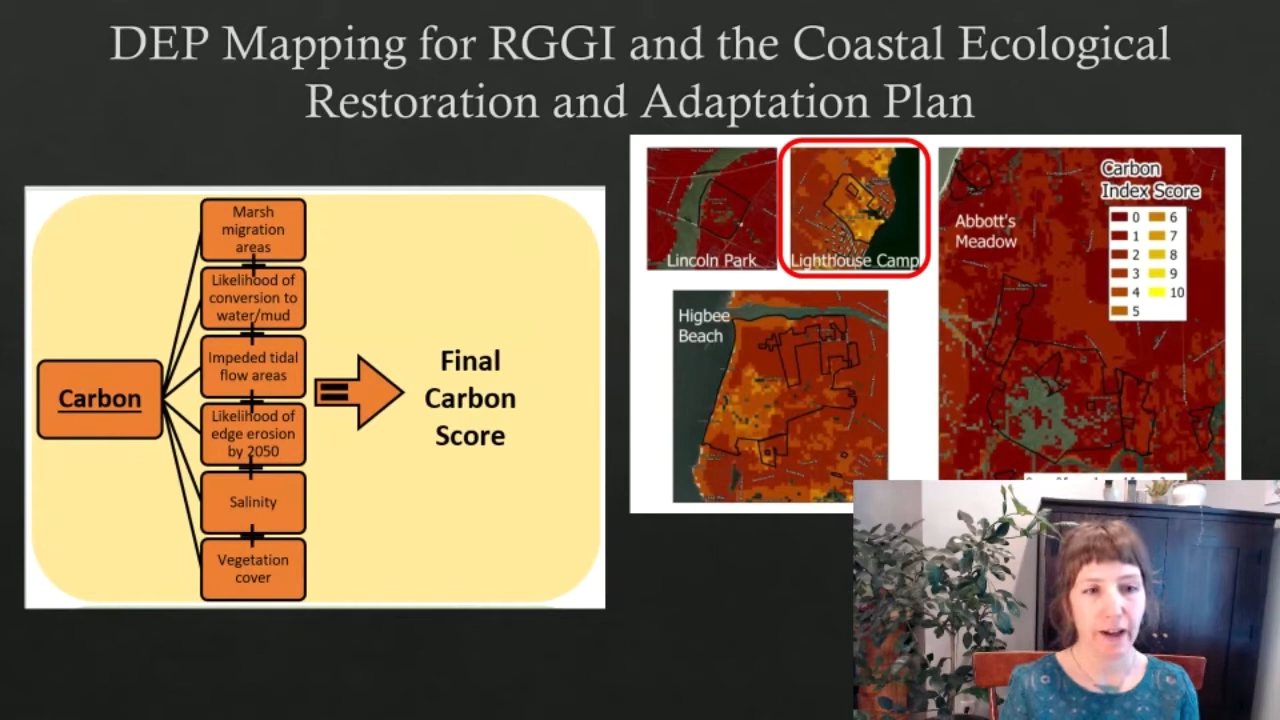 DEP Mapping for RGGI and the Coastal Ecological
Restoration and Adaptation Plan
Carbon
Marsh
migration
areas
Likelihood of
conversion to
water/mud
Impeded tidal
flow areas
Likelihood of
edge erosion
by 2050
Salinity
Vegetation
cover
Final
Carbon
Score
Lincoln Park
Lighthouse Camp
Higbee
Beach
Abbott's
Meadow
Carbon
Index Score
0 6
1 7
2 8
3 9
4 10
5